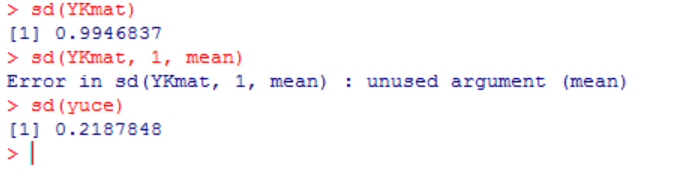 > sd(YKmat)
[1] 0.9946837
> sd(YKmat, 1, mean)
Error in sd(YKmat, 1, mean) : unused argument (mean)
> sd(yuce)
[1] 0.2187848
>